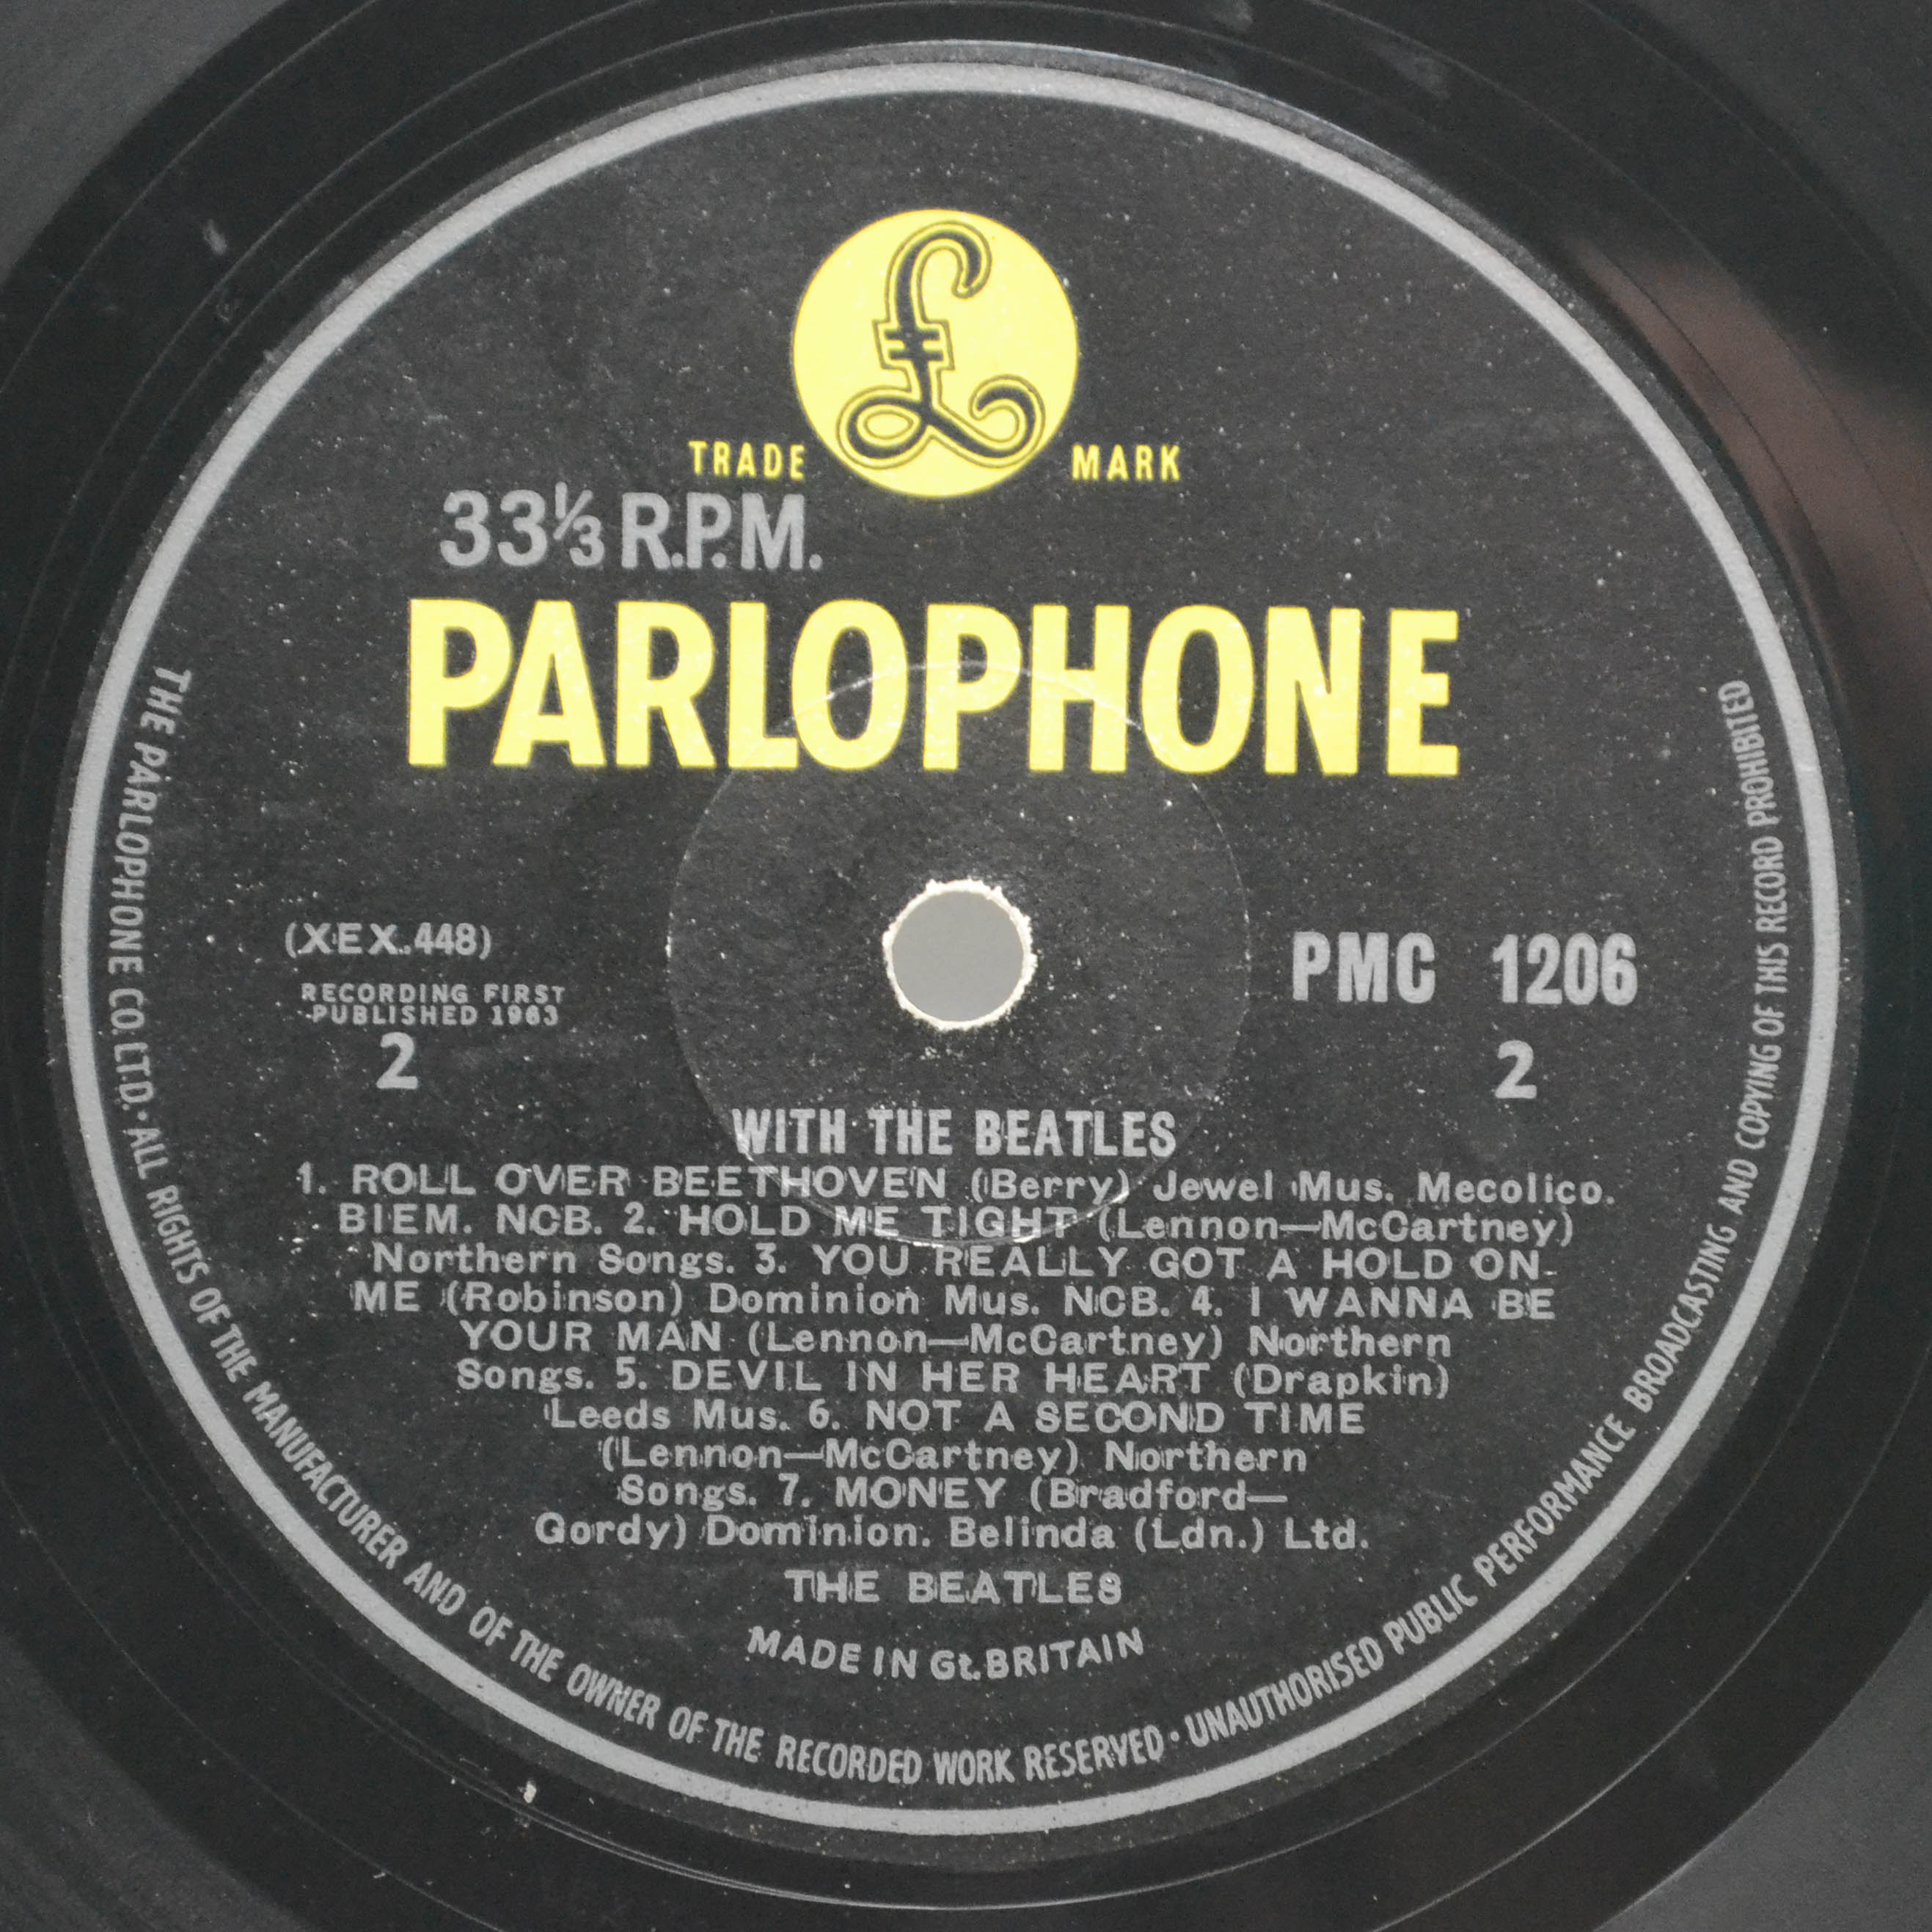 £
TRADE MARK
33⅓ R.P.M.
PARLOPHONE
(XEX.448)
RECORDING FIRST
PUBLISHED 1963
2
PMC 1206
2
WITH THE BEATLES
1. ROLL OVER BEETHOVEN (Berry) Jewel Mus. Mecolico.
BIEM. NCB. 2. HOLD ME TIGHT (Lennon—McCartney)
Northern Songs. 3. YOU REALLY GOT A HOLD ON
ME (Robinson) Dominion Mus. NCB. 4. I WANNA BE
YOUR MAN (Lennon—McCartney) Northern
Songs. 5. DEVIL IN HER HEART (Drapkin)
Leeds Mus. 6. NOT A SECOND TIME
(Lennon—McCartney) Northern
Songs. 7. MONEY (Bradford—
Gordy) Dominion. Belinda (Ldn.) Ltd.
THE BEATLES
MADE IN Gt. BRITAIN
THE PARLOPHONE CO. LTD. · ALL RIGHTS OF THE MANUFACTURER AND OF THE OWNER OF THE RECORDED WORK RESERVED · UNAUTHORISED PUBLIC PERFORMANCE BROADCASTING AND COPYING OF THIS RECORD PROHIBITED